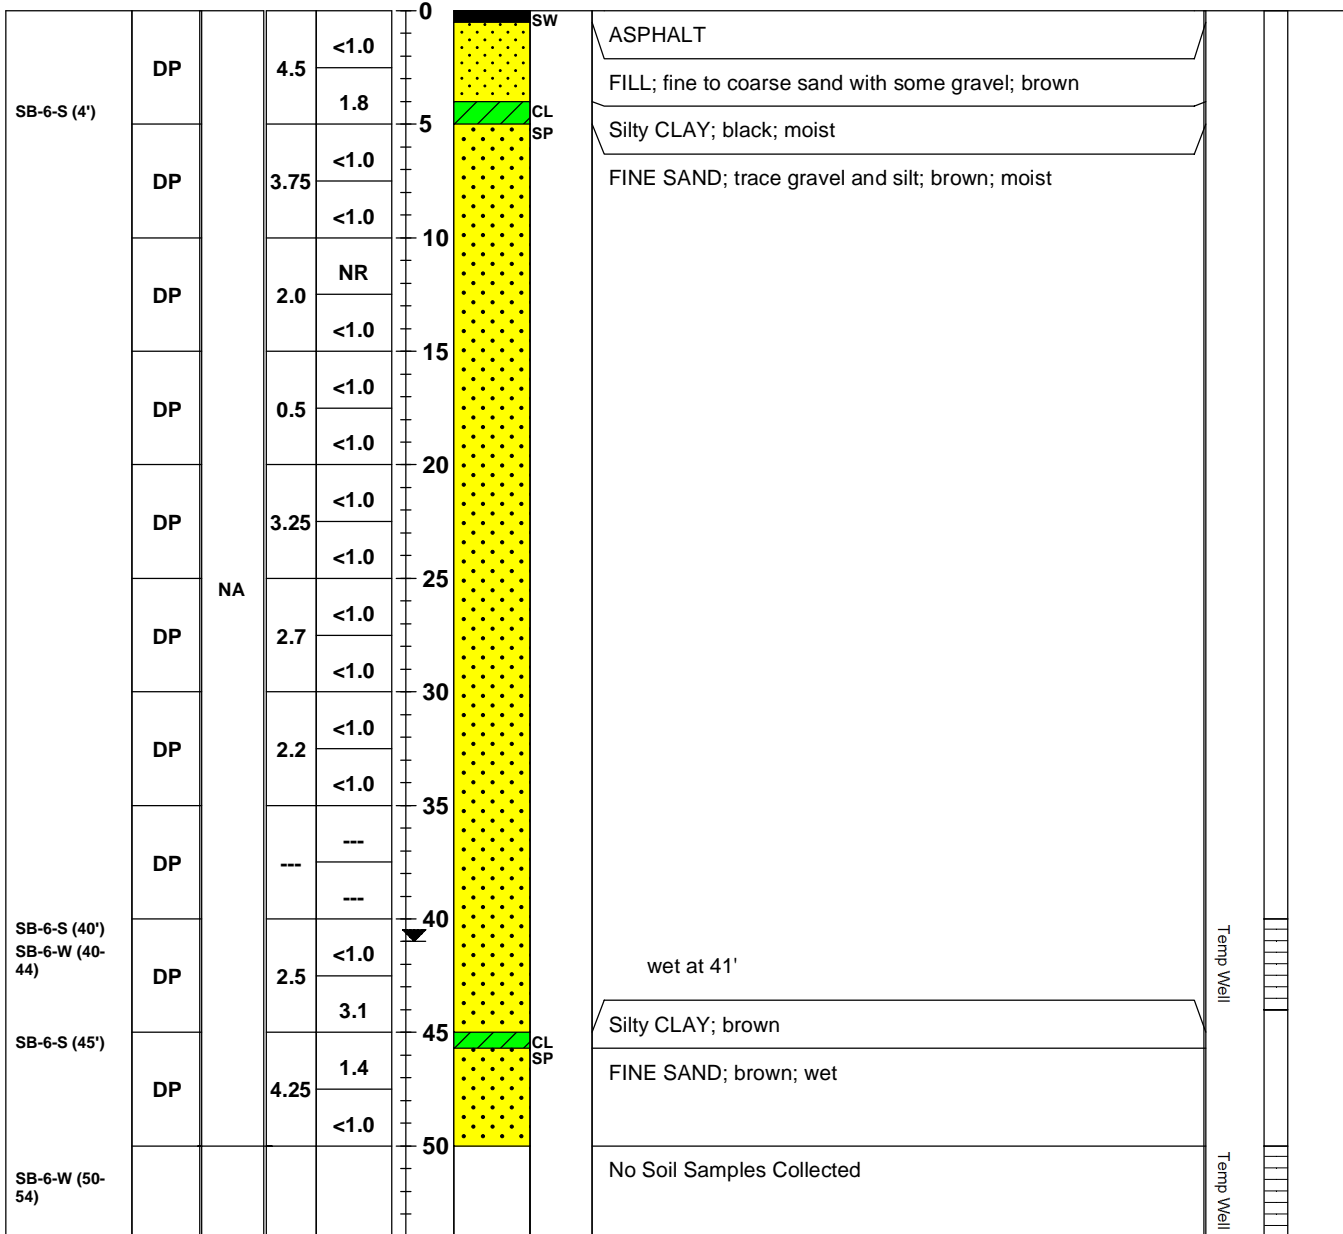 0
SW
ASPHALT
<1.0
DP
4.5
FILL; fine to coarse sand with some gravel; brown
1.8
SB-6-S (4')
CL
5
SP
Silty CLAY; black; moist
<1.0
DP
3.75
FINE SAND; trace gravel and silt; brown; moist
<1.0
10
NR
DP
2.0
<1.0
15
<1.0
DP
0.5
<1.0
20
<1.0
DP
3.25
<1.0
25
NA
<1.0
DP
2.7
<1.0
30
<1.0
DP
2.2
<1.0
35
---
DP
---
---
40
SB-6-S (40')
SB-6-W (40-
44)
<1.0
DP
2.5
wet at 41'
Temp Well
3.1
45
Silty CLAY; brown
SB-6-S (45')
CL
SP
1.4
FINE SAND; brown; wet
DP
4.25
<1.0
50
No Soil Samples Collected
SB-6-W (50-
54)
Temp Well